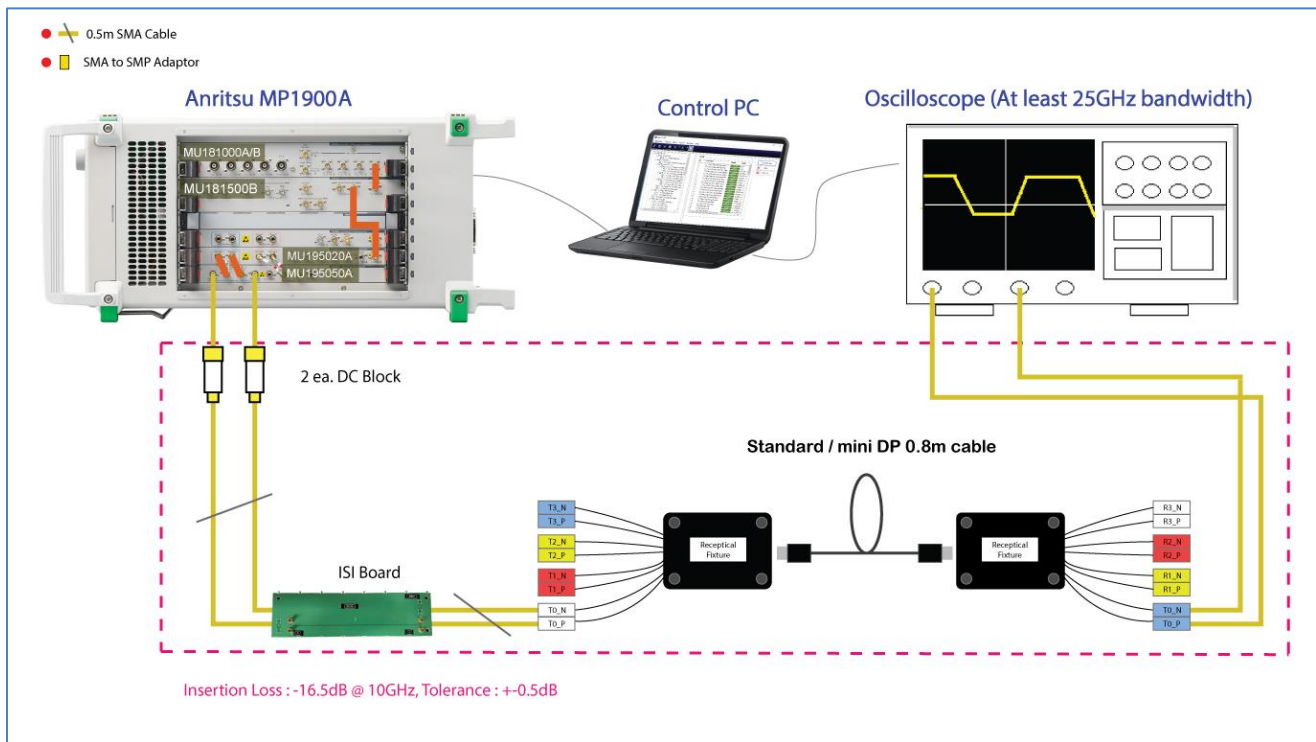 0.5m SMA Cable
SMA to SMP Adaptor
Anritsu MP1900A
Control PC
Oscilloscope (At least 25GHz bandwidth)
MU181000A/B
MU181500B
MU195020A
MU195050A
2 ea. DC Block
Standard / mini DP 0.8m cable
ISI Board
T3_N
T3_P
T2_N
T2_P
T1_N
T1_P
T0_N
T0_P
Receptical
Fixture
Receptical
Fixture
R3_N
R3_P
R2_N
R2_P
R1_N
R1_P
T0_N
T0_P
Insertion Loss : -16.5dB @ 10GHz, Tolerance : +-0.5dB